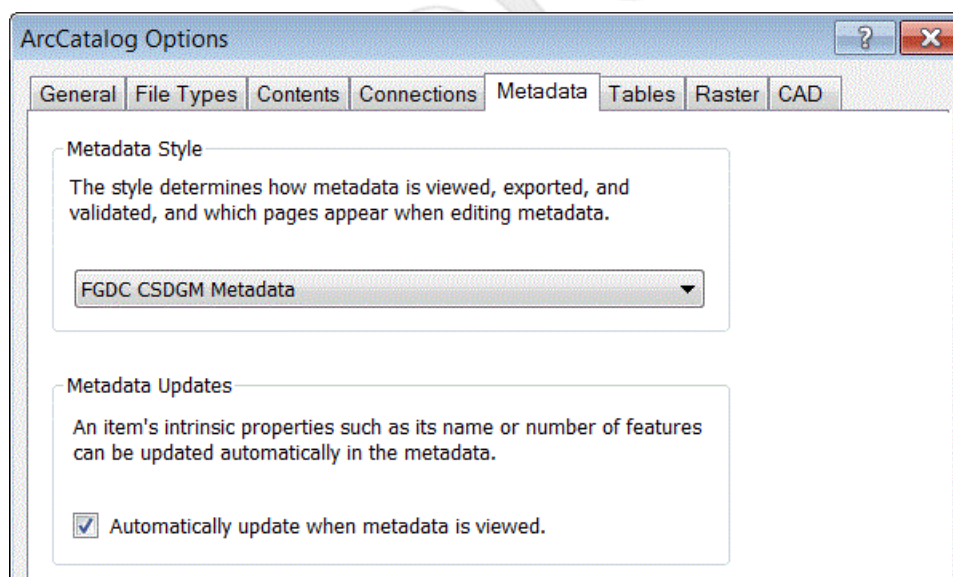 ArcCatalog Options
?
General File Types Contents Connections Metadata Tables Raster CAD
Metadata Style
The style determines how metadata is viewed, exported, and
validated, and which pages appear when editing metadata.
FGDC CSDGM Metadata
Metadata Updates
An item's intrinsic properties such as its name or number of features
can be updated automatically in the metadata.
Automatically update when metadata is viewed.